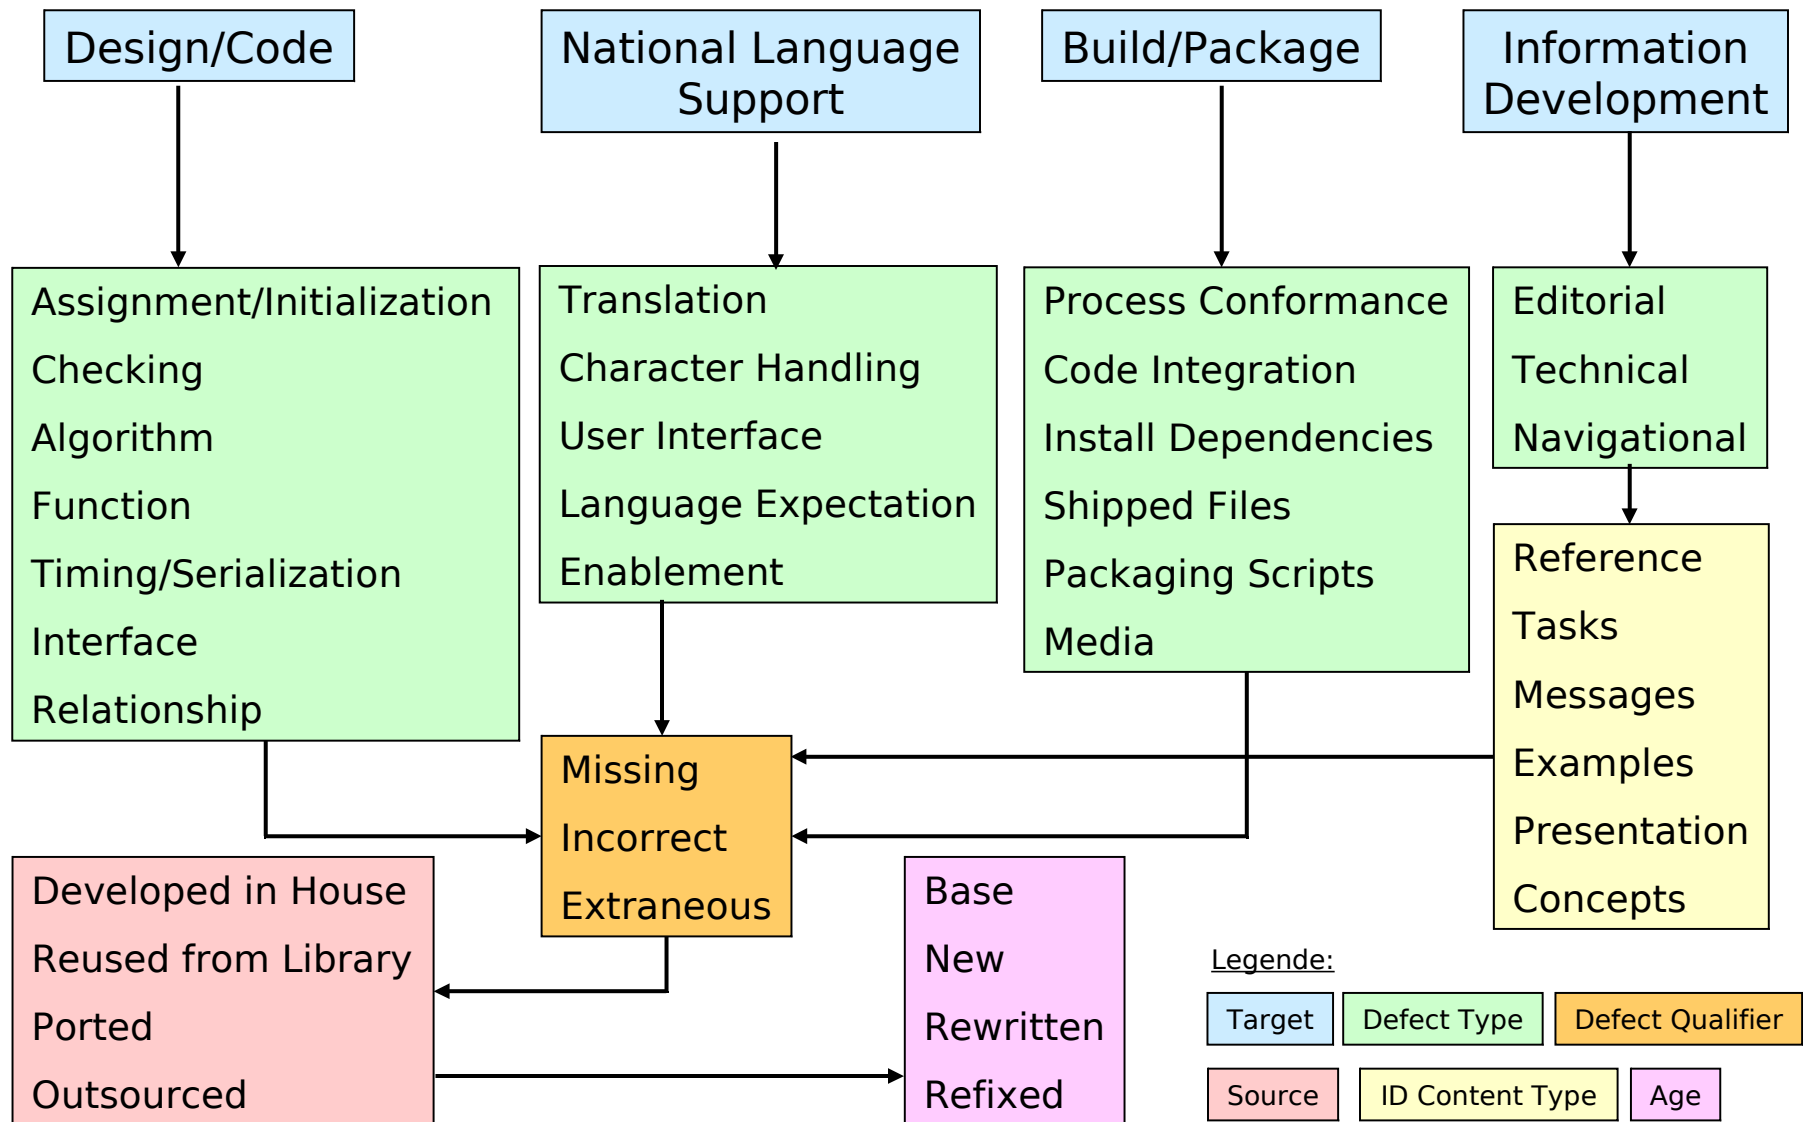 Design/Code
National Language
Support
Build/Package
Information
Development
Assignment/Initialization
Checking
Algorithm
Function
Timing/Serialization
Interface
Relationship
Translation
Character Handling
User Interface
Language Expectation
Enablement
Process Conformance
Code Integration
Install Dependencies
Shipped Files
Packaging Scripts
Media
Editorial
Technical
Navigational
Reference
Tasks
Messages
Examples
Presentation
Concepts
Missing
Incorrect
Extraneous
Developed in House
Reused from Library
Ported
Outsourced
Base
New
Rewritten
Refixed
Legende:
Target
Defect Type
Defect Qualifier
Source
ID Content Type
Age